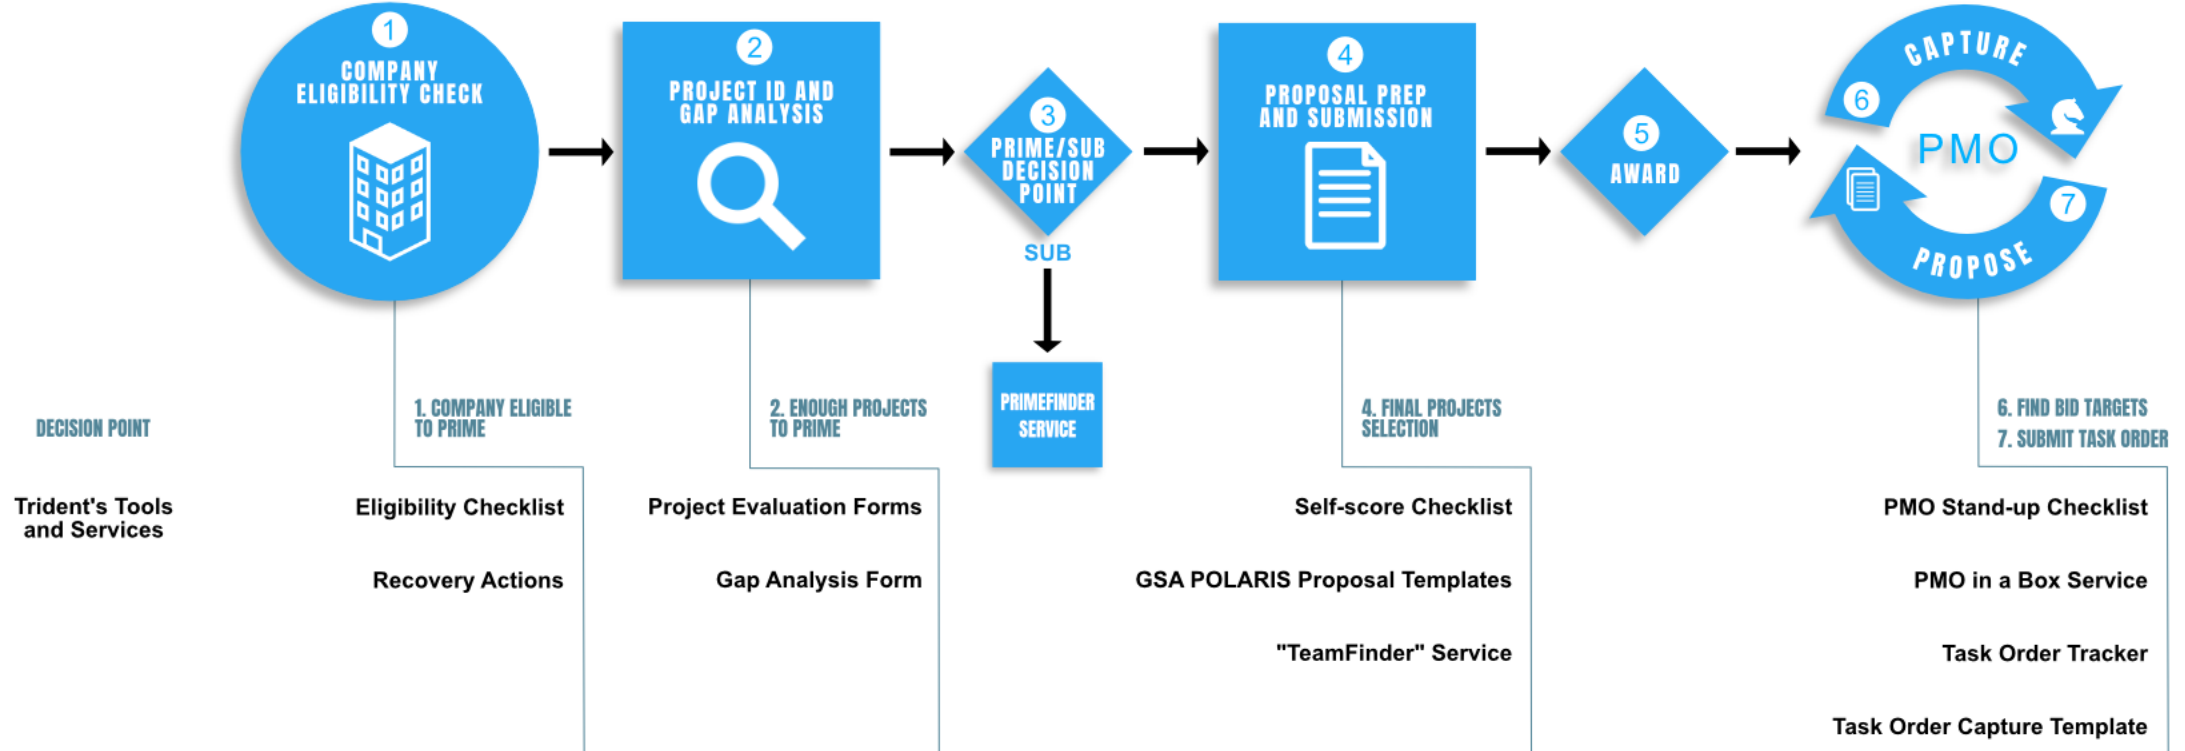 1
COMPANY
ELIGIBILITY CHECK
2
PROJECT ID AND
GAP ANALYSIS
3
PRIME/SUB
DECISION
POINT
SUB
PRIMEFINDER
SERVICE
4
PROPOSAL PREP
AND SUBMISSION
5
AWARD
6
CAPTURE
PMO
7
PROPOSE
DECISION POINT
1. COMPANY ELIGIBLE
TO PRIME
2. ENOUGH PROJECTS
TO PRIME
4. FINAL PROJECTS
SELECTION
6. FIND BID TARGETS
7. SUBMIT TASK ORDER
Trident's Tools
and Services
Eligibility Checklist
Recovery Actions
Project Evaluation Forms
Gap Analysis Form
Self-score Checklist
GSA POLARIS Proposal Templates
"TeamFinder" Service
PMO Stand-up Checklist
PMO in a Box Service
Task Order Tracker
Task Order Capture Template